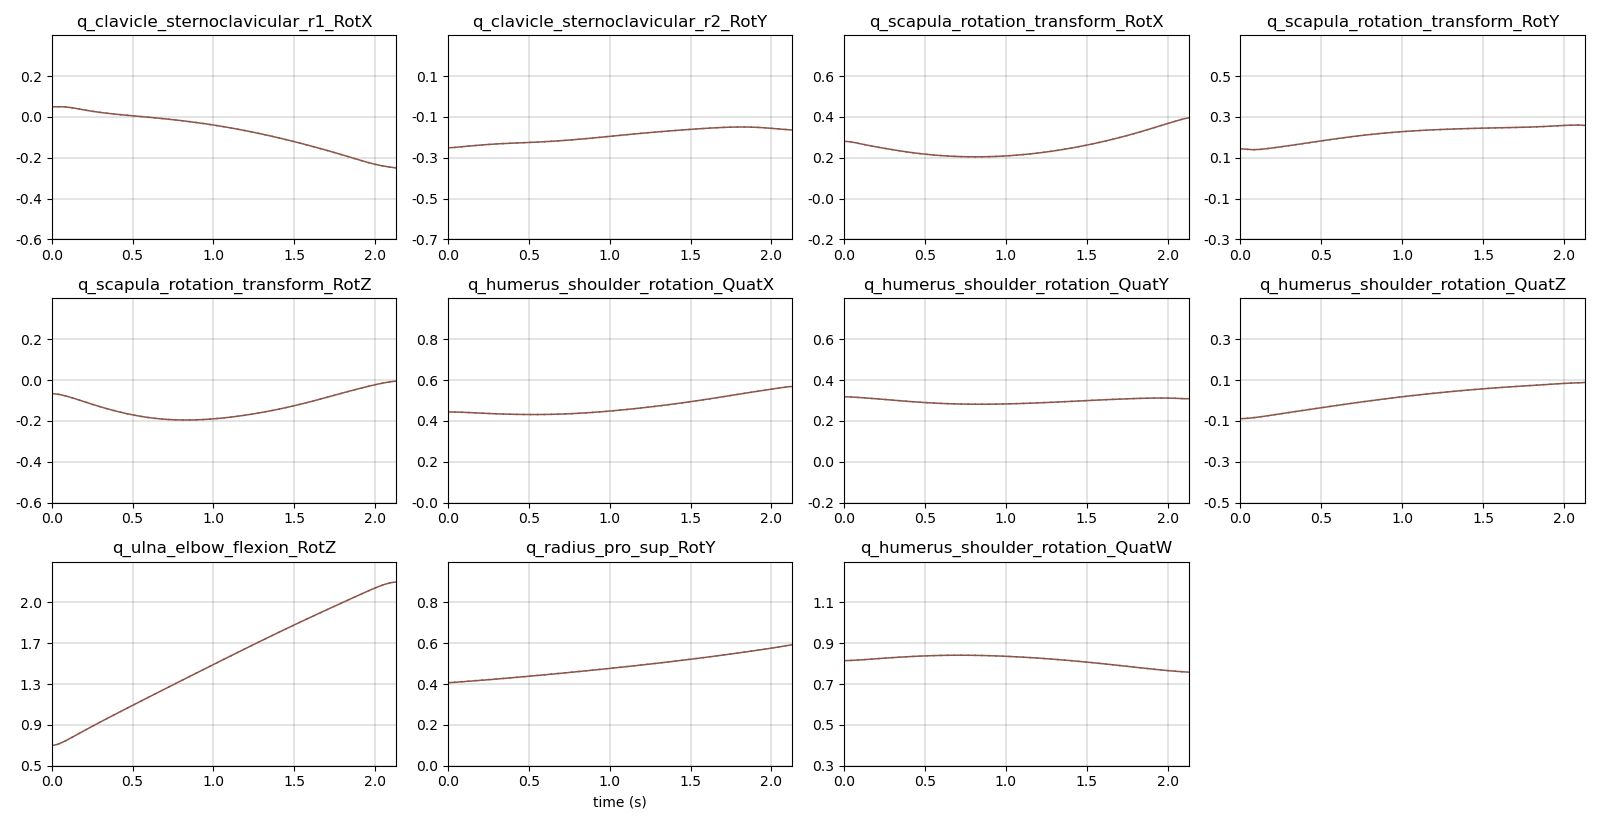 q_clavicle_sternoclavicular_r1_RotX
0.2
0.0
-0.2
-0.4
-0.6
0.0 0.5 1.0 1.5 2.0
q_clavicle_sternoclavicular_r2_RotY
0.1
-0.1
-0.3
-0.5
-0.7
0.0 0.5 1.0 1.5 2.0
q_scapula_rotation_transform_RotX
0.6
0.4
0.2
-0.0
-0.2
0.0 0.5 1.0 1.5 2.0
q_scapula_rotation_transform_RotY
0.5
0.3
0.1
-0.1
-0.3
0.0 0.5 1.0 1.5 2.0
q_scapula_rotation_transform_RotZ
0.2
0.0
-0.2
-0.4
-0.6
0.0 0.5 1.0 1.5 2.0
q_humerus_shoulder_rotation_QuatX
0.8
0.6
0.4
0.2
-0.0
0.0 0.5 1.0 1.5 2.0
q_humerus_shoulder_rotation_QuatY
0.6
0.4
0.2
0.0
-0.2
0.0 0.5 1.0 1.5 2.0
q_humerus_shoulder_rotation_QuatZ
0.3
0.1
-0.1
-0.3
-0.5
0.0 0.5 1.0 1.5 2.0
q_ulna_elbow_flexion_RotZ
2.0
1.7
1.3
0.9
0.5
0.0 0.5 1.0 1.5 2.0
q_radius_pro_sup_RotY
0.8
0.6
0.4
0.2
0.0
0.0 0.5 1.0 1.5 2.0
time (s)
q_humerus_shoulder_rotation_QuatW
1.1
0.9
0.7
0.5
0.3
0.0 0.5 1.0 1.5 2.0